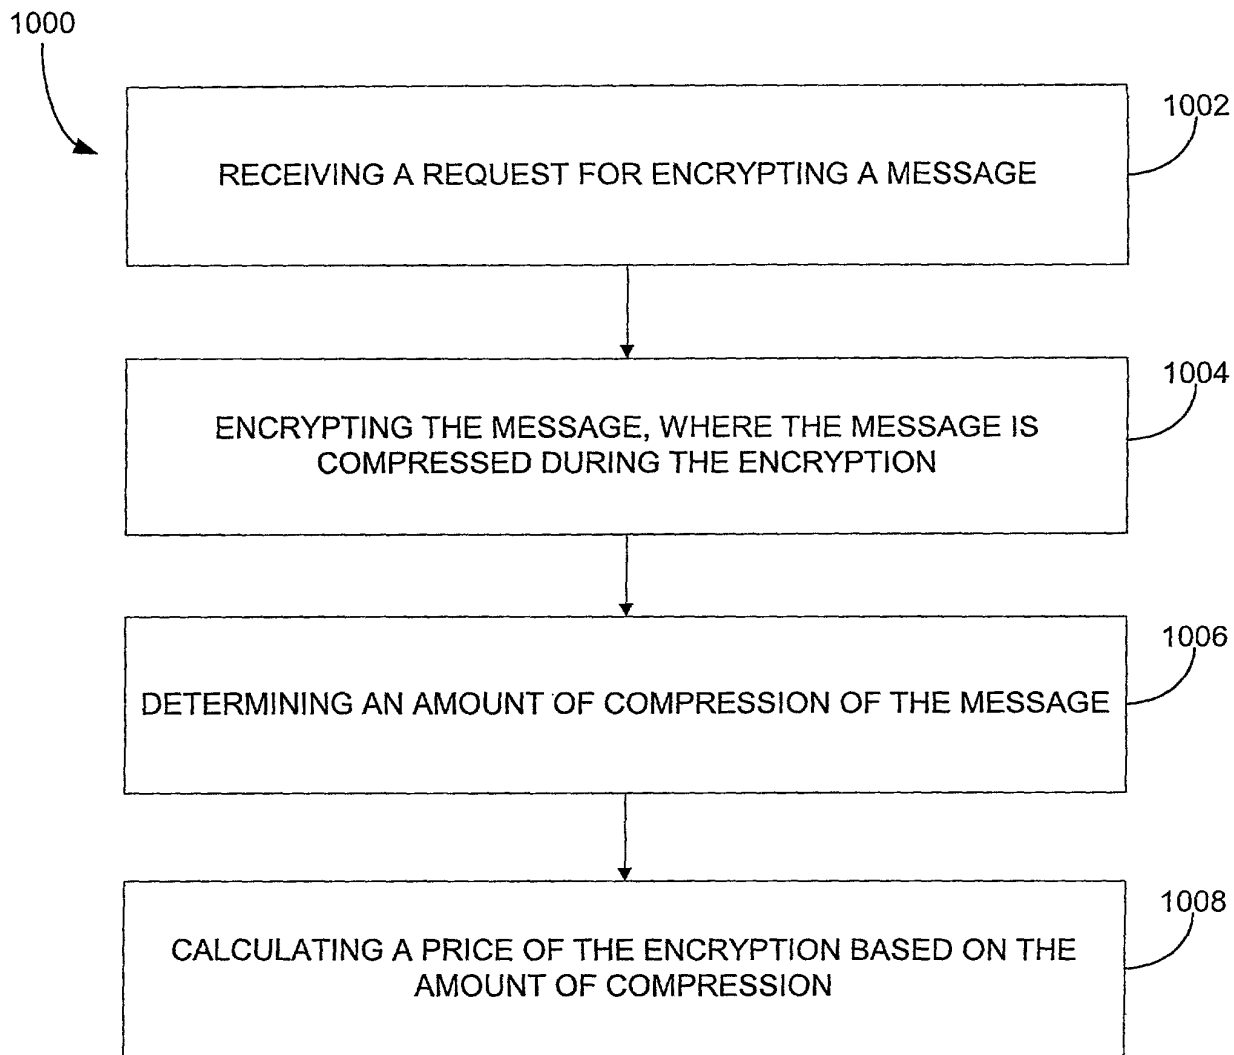 1000
1002
RECEIVING A REQUEST FOR ENCRYPTING A MESSAGE
1004
ENCRYPTING THE MESSAGE, WHERE THE MESSAGE IS
COMPRESSED DURING THE ENCRYPTION
1006
DETERMINING AN AMOUNT OF COMPRESSION OF THE MESSAGE
1008
CALCULATING A PRICE OF THE ENCRYPTION BASED ON THE
AMOUNT OF COMPRESSION